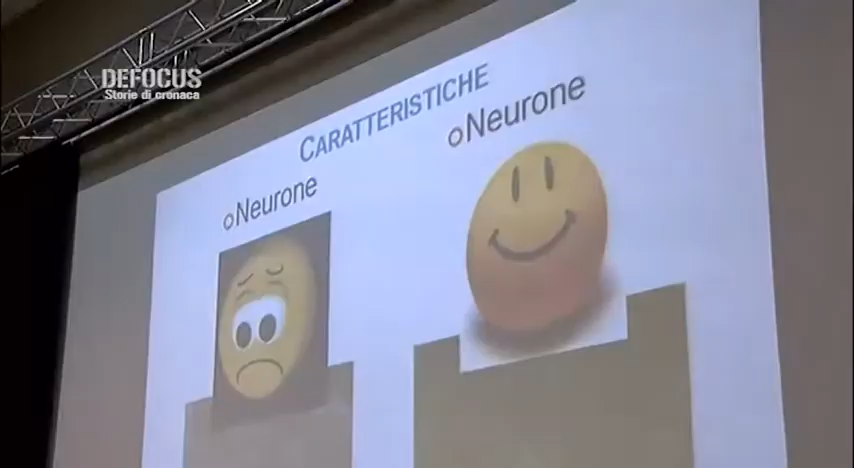 DEFOCUS
Storie di cronaca
CARATTERISTICHE
Neurone
Neurone